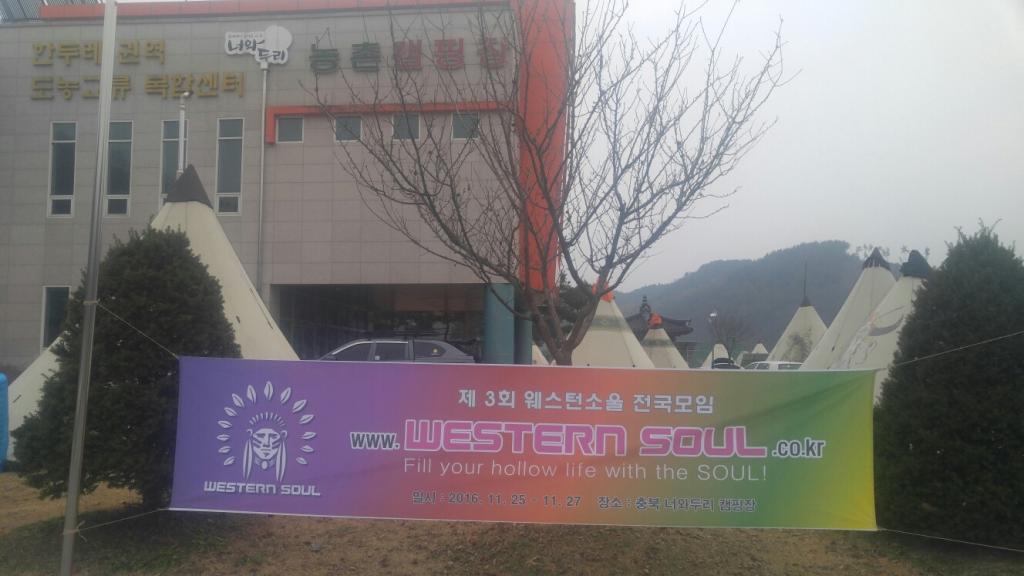 한두레 권역
도농교류 복합센터
너와두리
농촌캠핑장
제 3회 웨스턴소울 전국모임
www.WESTERN SOUL.co.kr
Fill your hollow life with the SOUL!
일시 : 2016. 11. 25 - 11. 27 장소 : 충북 너와두리 캠핑장
WESTERN SOUL